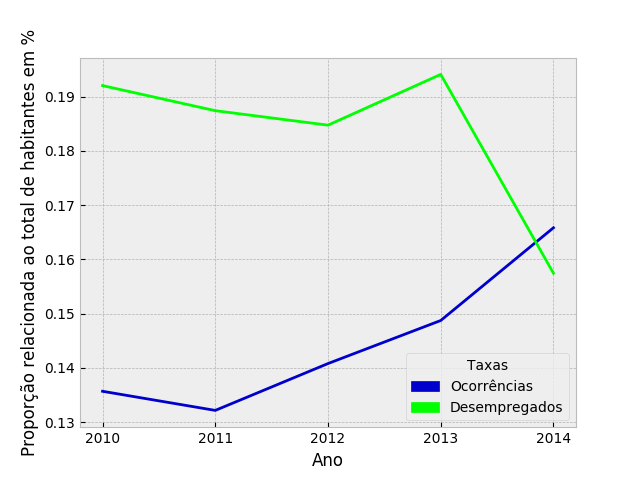 Proporção relacionada ao total de habitantes em %
0.19
0.18
0.17
0.16
0.15
0.14
0.13
Taxas
Ocorrências
Desempregados
2010 2011 2012 2013 2014
Ano